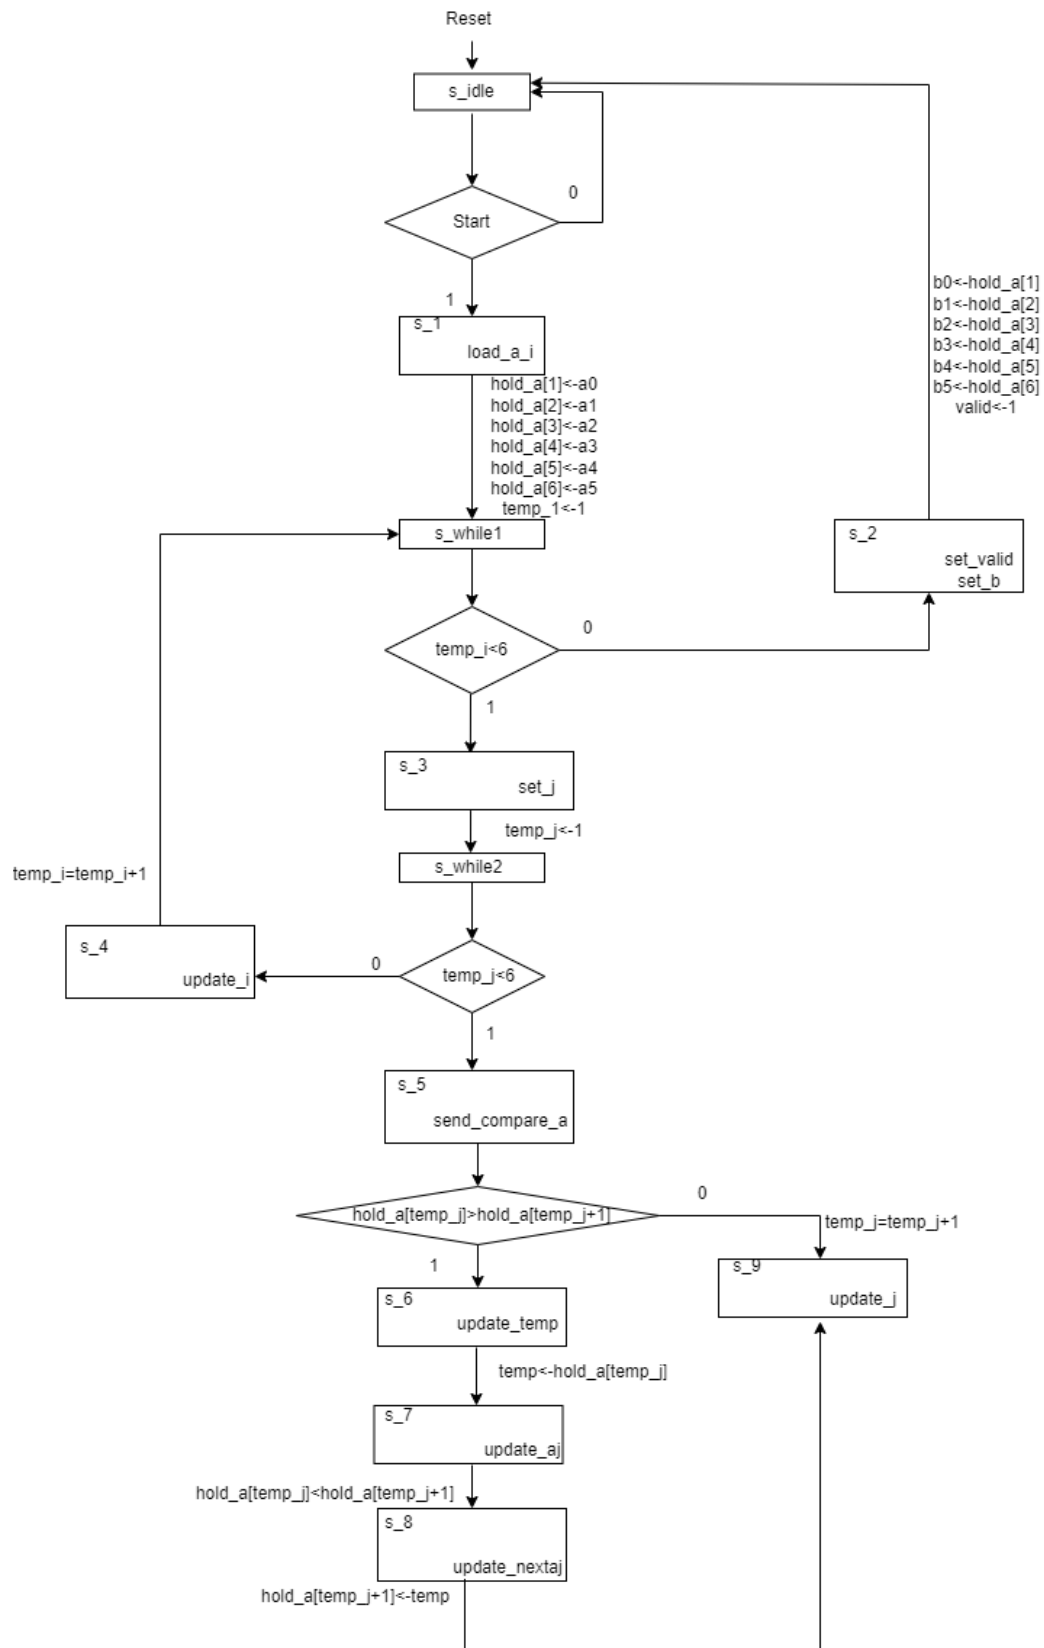 Reset
s_idle
0
Start
1
s_1
load_a_i
hold_a[1]<-a0
hold_a[2]<-a1
hold_a[3]<-a2
hold_a[4]<-a3
hold_a[5]<-a4
hold_a[6]<-a5
temp_1<-1
b0<-hold_a[1]
b1<-hold_a[2]
b2<-hold_a[3]
b3<-hold_a[4]
b4<-hold_a[5]
b5<-hold_a[6]
valid<-1
s_while1
s_2
set_valid
set_b
temp_i<6
0
1
s_3
set_j
temp_j<-1
s_while2
temp_i=temp_i+1
s_4
update_i
0
temp_j<6
1
s_5
send_compare_a
hold_a[temp_j]>hold_a[temp_j+1]
0
temp_j=temp_j+1
1
s_9
update_j
s_6
update_temp
temp<-hold_a[temp_j]
s_7
update_aj
hold_a[temp_j]<hold_a[temp_j+1]
s_8
update_nextaj
hold_a[temp_j+1]<-temp